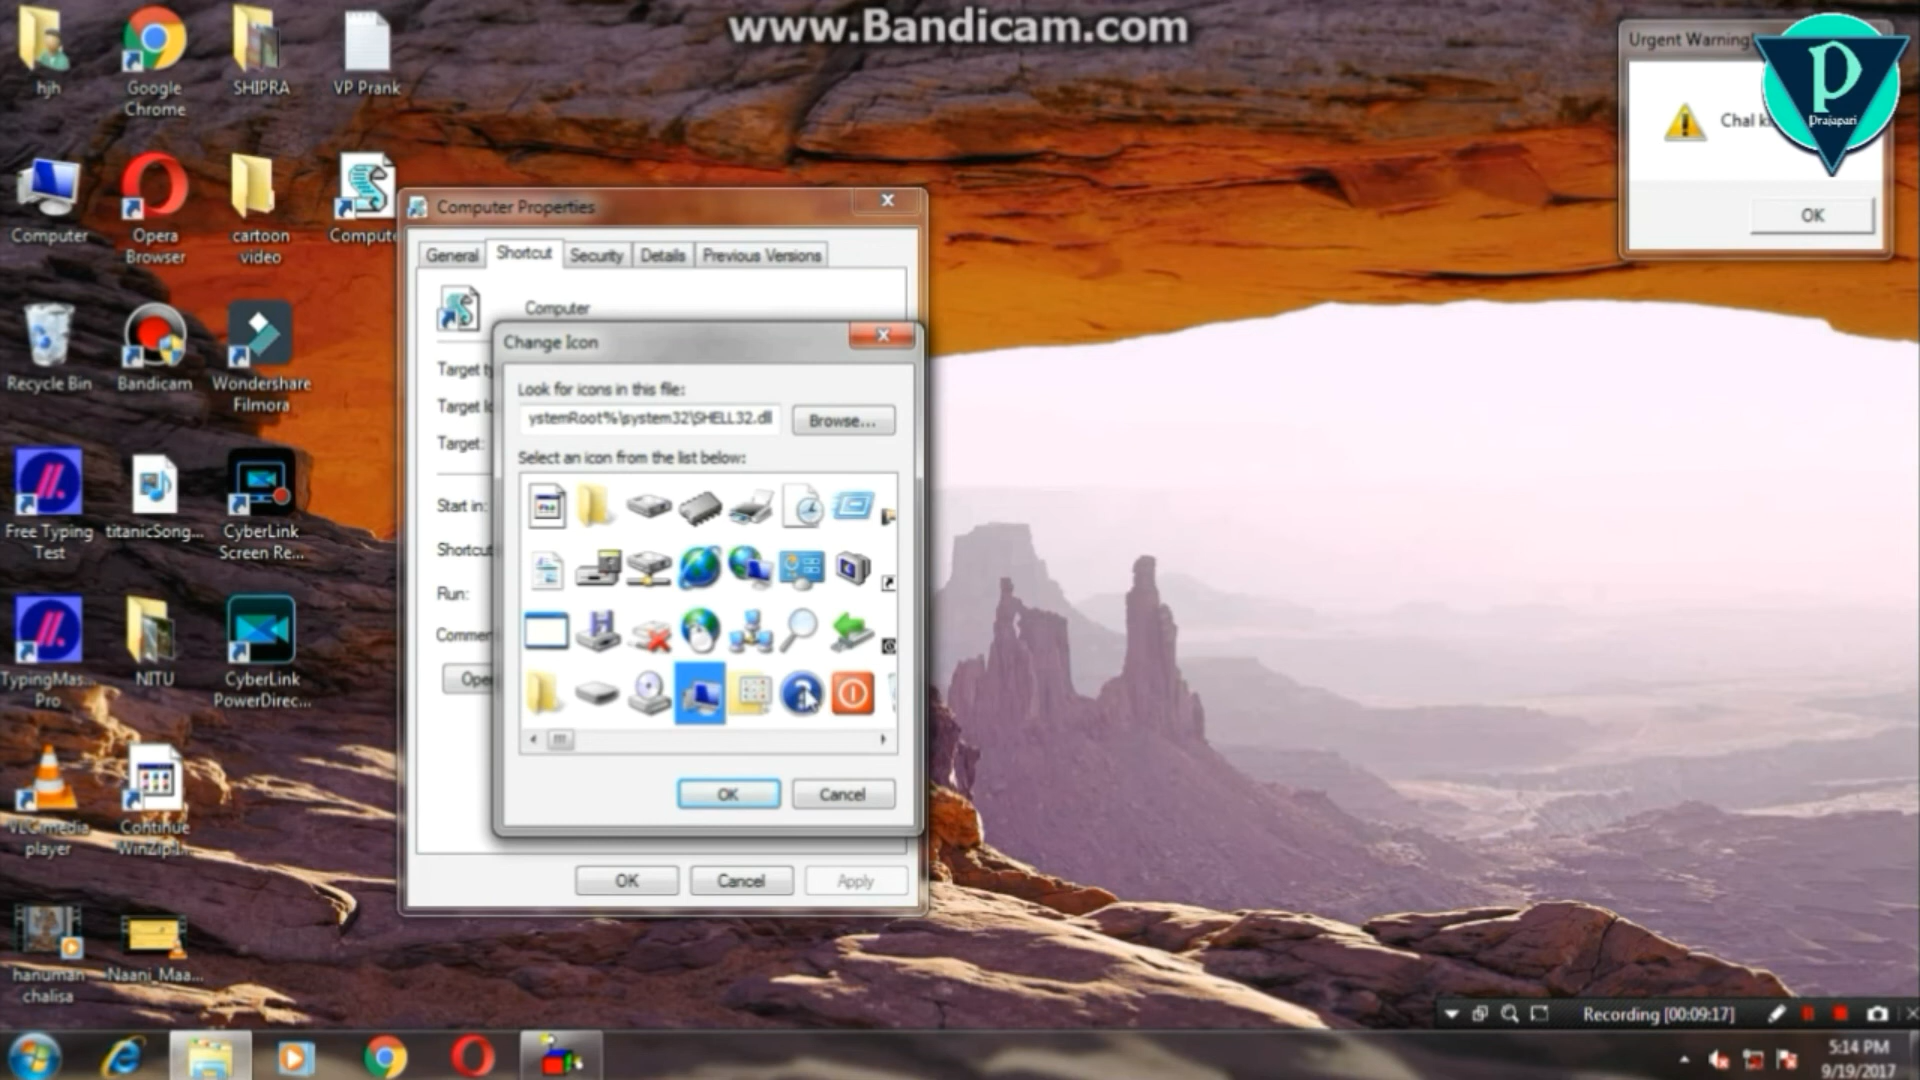 www.Bandicam.com
hjh
Google
Chrome
SHIPRA
VP Prank
Computer
Opera
Browser
cartoon
video
Compute
Recycle Bin
Bandicam
Wondershare
Filmora
Free Typing
Test
titanicSong...
CyberLink
Screen Re...
TypingMas...
Pro
NITU
CyberLink
PowerDirec...
VLC media
player
Continue
WinZip I...
hanuman
chalisa
Naani_Maa...
Computer Properties
General
Shortcut
Security
Details
Previous Versions
Computer
Target ty
Target lo
Target:
Start in:
Shortcut
Run:
Commen
Ope
OK
Cancel
Apply
Change Icon
Look for icons in this file:
ystemRoot%\system32\SHELL32.dll
Browse...
Select an icon from the list below:
OK
Cancel
Urgent Warning!
Chal k
OK
P
Prajapari
Recording [00:09:17]
5:14 PM
9/19/2017